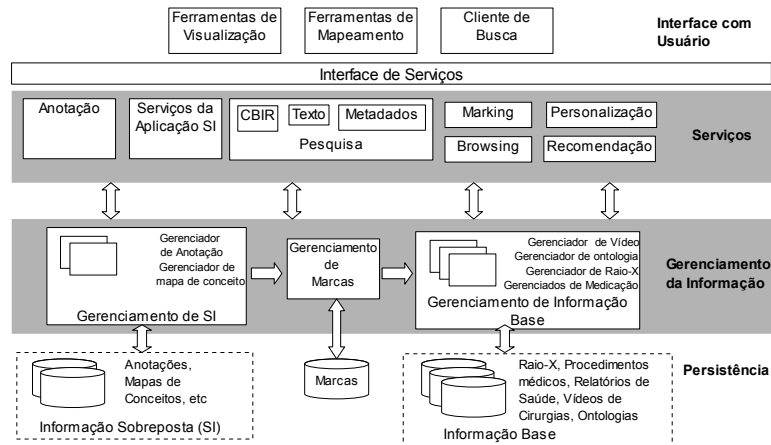 Ferramentas de
Visualização
Ferramentas de
Mapeamento
Cliente de
Busca
Interface com
Usuário
Interface de Serviços
Anotação
Serviços da
Aplicação SI
CBIR
Texto
Metadados
Pesquisa
Marking
Personalização
Browsing
Recomendação
Serviços
Gerenciador
de Anotação
Gerenciador de
mapa de conceito
Gerenciamento de SI
Gerenciamento
de
Marcas
Gerenciador de Vídeo
Gerenciador de ontologia
Gerenciador de Raio-X
Gerenciados de Medicação
Gerenciamento de Informação
Base
Gerenciamento
da Informação
Anotações,
Mapas de
Conceitos, etc
Informação Sobreposta (SI)
Marcas
Raio-X, Procedimentos
médicos, Relatórios de
Saúde, Vídeos de
Cirurgias, Ontologias
Informação Base
Persistência